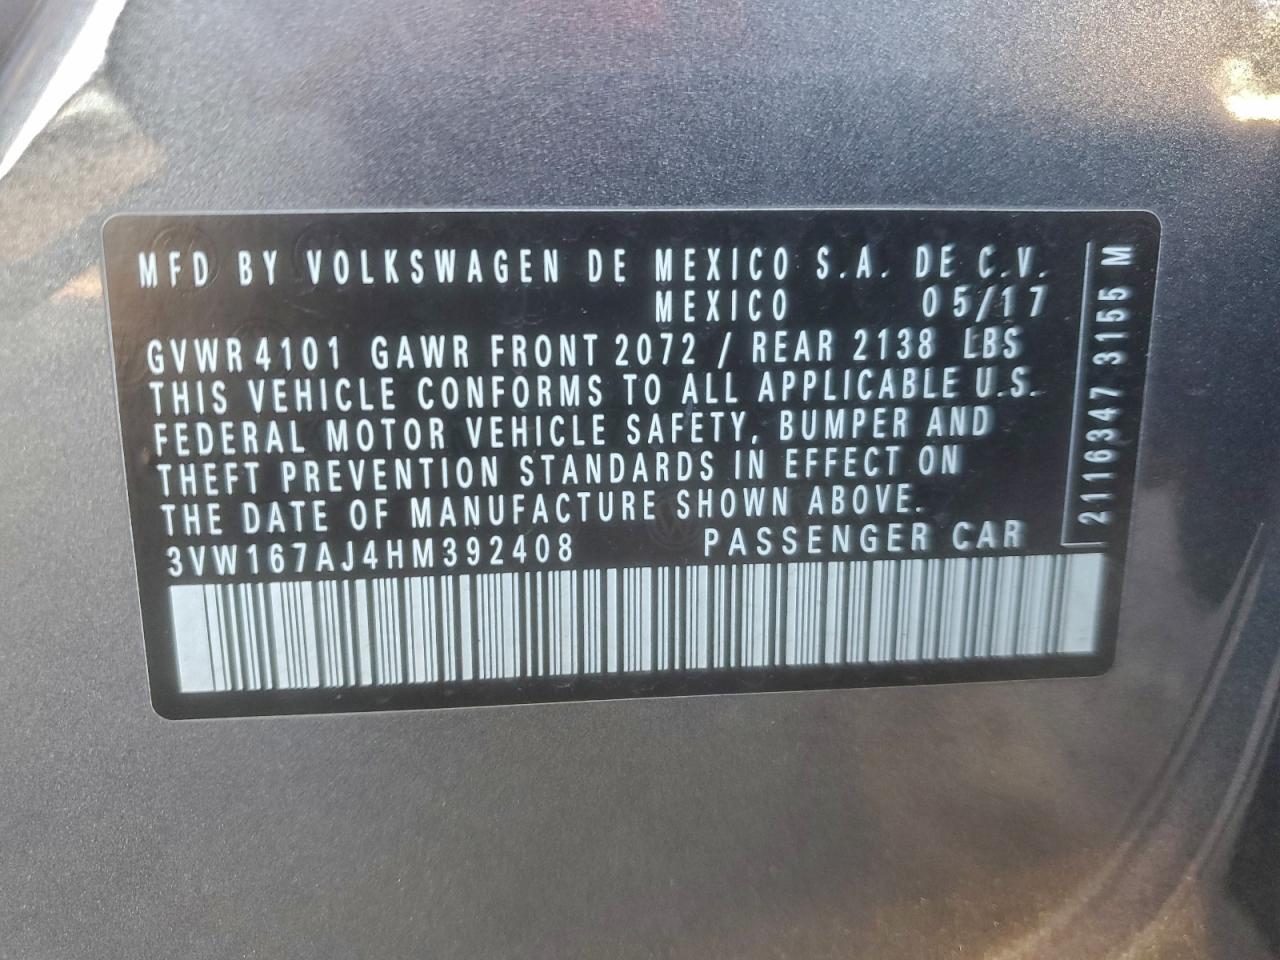 MFD BY VOLKSWAGEN DE MEXICO S.A. DE C.V.
MEXICO 05/17
GVWR 4101 GAWR FRONT 2072 / REAR 2138 LBS
THIS VEHICLE CONFORMS TO ALL APPLICABLE U.S.
FEDERAL MOTOR VEHICLE SAFETY, BUMPER AND
THEFT PREVENTION STANDARDS IN EFFECT ON
THE DATE OF MANUFACTURE SHOWN ABOVE.
3VW167AJ4HM392408 PASSENGER CAR
2116347 3155 M